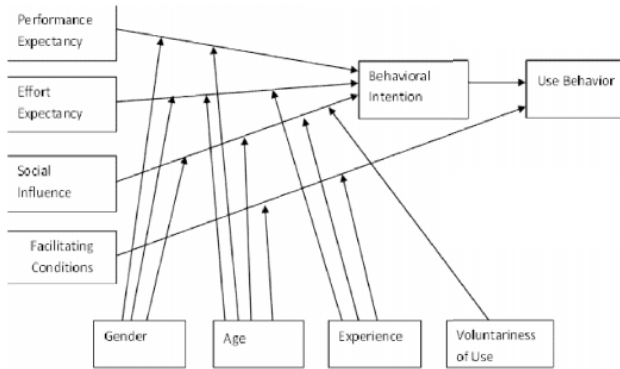 Performance
Expectancy
Effort
Expectancy
Social
Influence
Facilitating
Conditions
Behavioral
Intention
Use Behavior
Gender
Age
Experience
Voluntariness
of Use